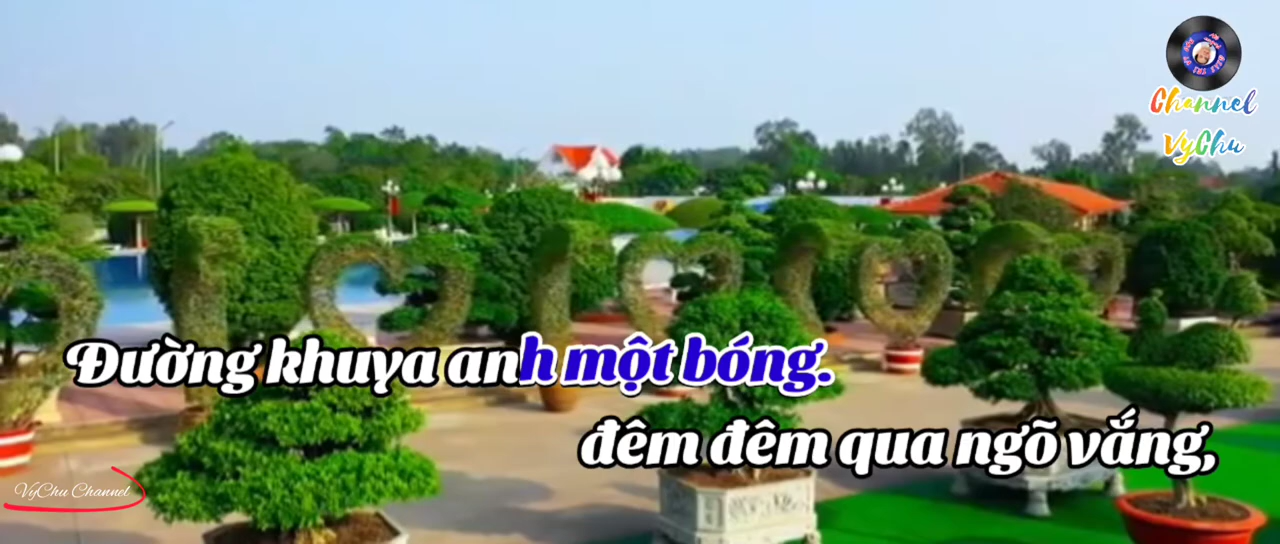 Channel
VyChu
Đường khuya anh một bóng.
đêm đêm qua ngõ vắng,
VyChu Channel